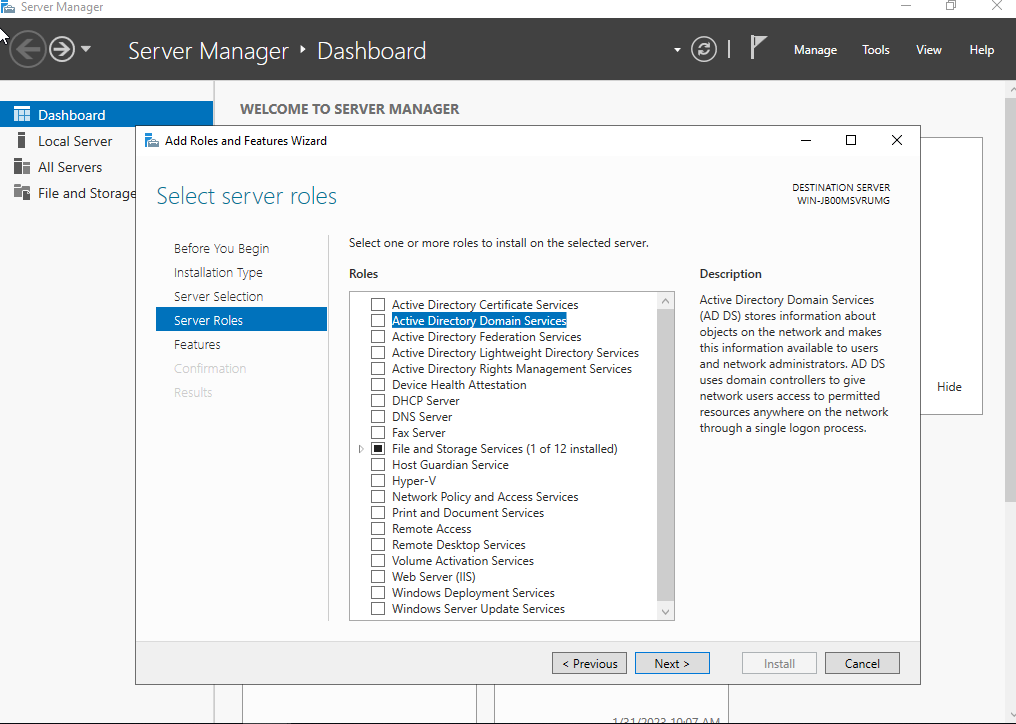 Server Manager
Server Manager ‣ Dashboard
Manage Tools View Help
Dashboard
Local Server
All Servers
File and Storage
WELCOME TO SERVER MANAGER
Add Roles and Features Wizard
Select server roles
DESTINATION SERVER
WIN-JB00MSVRUMG
Before You Begin
Installation Type
Server Selection
Server Roles
Features
Confirmation
Results
Select one or more roles to install on the selected server.
Roles
Active Directory Certificate Services
Active Directory Domain Services
Active Directory Federation Services
Active Directory Lightweight Directory Services
Active Directory Rights Management Services
Device Health Attestation
DHCP Server
DNS Server
Fax Server
File and Storage Services (1 of 12 installed)
Host Guardian Service
Hyper-V
Network Policy and Access Services
Print and Document Services
Remote Access
Remote Desktop Services
Volume Activation Services
Web Server (IIS)
Windows Deployment Services
Windows Server Update Services
Description
Active Directory Domain Services
(AD DS) stores information about
objects on the network and makes
this information available to users
and network administrators. AD DS
uses domain controllers to give
network users access to permitted
resources anywhere on the network
through a single logon process.
Hide
< Previous
Next >
Install
Cancel
1/31/2023 10:07 AM